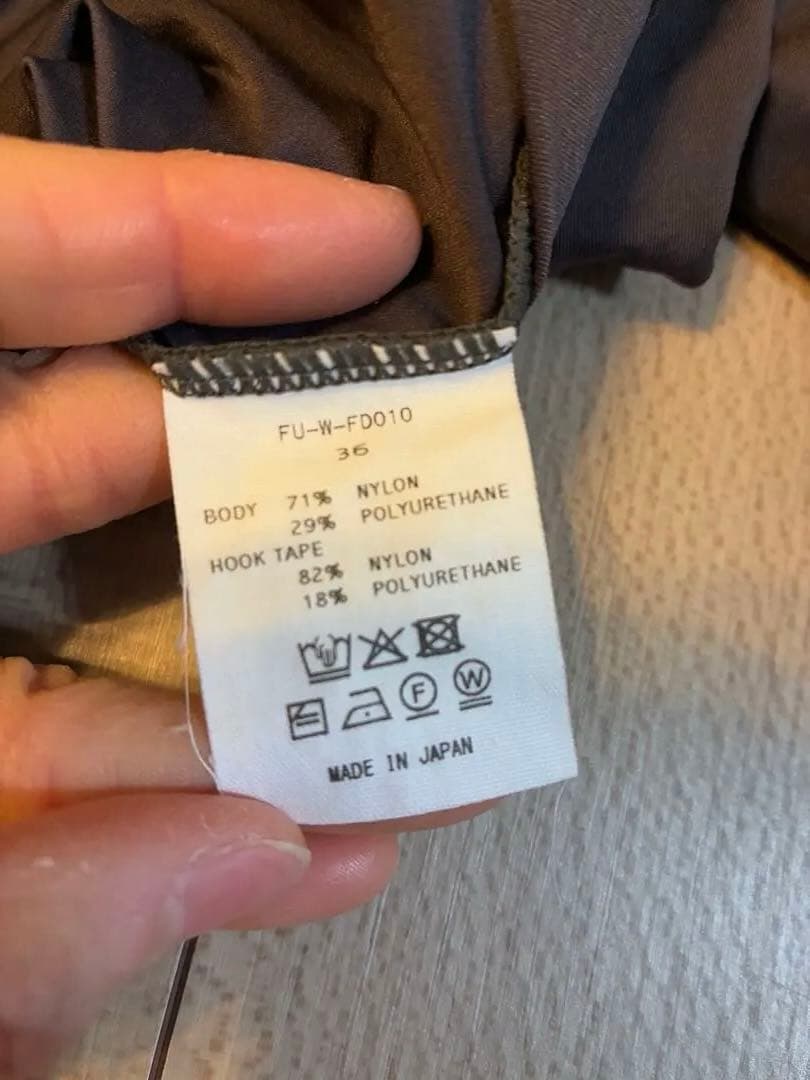 FU-W-FD010
36
BODY 71% NYLON
29% POLYURETHANE
HOOK TAPE
82% NYLON
18% POLYURETHANE
F W
MADE IN JAPAN